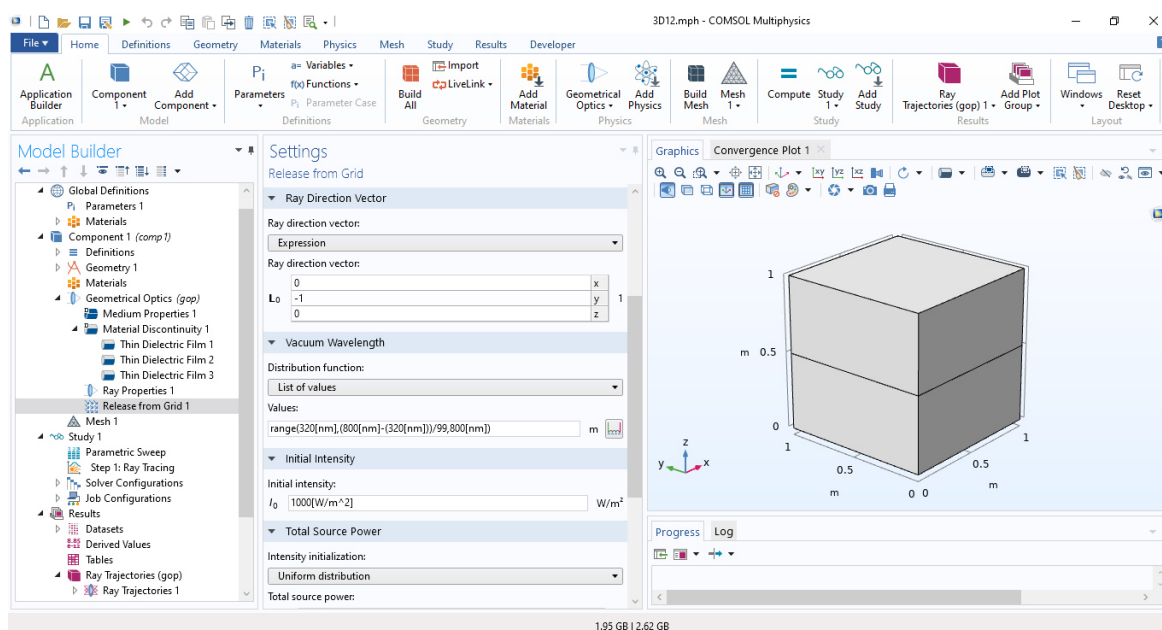 3D12.mph - COMSOL Multiphysics
File Home Definitions Geometry Materials Physics Mesh Study Results Developer
Application Builder
Component 1
Add Component
Pi Parameters
a= Variables
f(x) Functions
Pi Parameter Case
Build All
Import
LiveLink
Add Material
Geometrical Optics
Add Physics
Build Mesh
Mesh 1
Compute
Study 1
Add Study
Ray Trajectories (gop) 1
Add Plot Group
Windows
Reset Desktop
Application Model Definitions Geometry Materials Physics Mesh Study Results Layout
Model Builder
Global Definitions
Pi Parameters 1
Materials
Component 1 (comp1)
Definitions
Geometry 1
Materials
Geometrical Optics (gop)
Medium Properties 1
Material Discontinuity 1
Thin Dielectric Film 1
Thin Dielectric Film 2
Thin Dielectric Film 3
Ray Properties 1
Release from Grid 1
Mesh 1
Study 1
Parametric Sweep
Step 1: Ray Tracing
Solver Configurations
Job Configurations
Results
Datasets
8.85 e-12 Derived Values
Tables
Ray Trajectories (gop)
Ray Trajectories 1
Settings
Release from Grid
Ray Direction Vector
Ray direction vector:
Expression
Ray direction vector:
0 x
L0 -1 y 1
0 z
Vacuum Wavelength
Distribution function:
List of values
Values:
range(320[nm],(800[nm]-(320[nm]))/99,800[nm]) m
Initial Intensity
Initial intensity:
I0 1000[W/m^2] W/m²
Total Source Power
Intensity initialization:
Uniform distribution
Total source power:
Graphics Convergence Plot 1
xy yz xz
1
m 0.5
0
1
0.5
m
0 0
0.5
m
1
z
y x
Progress Log
1.95 GB | 2.62 GB